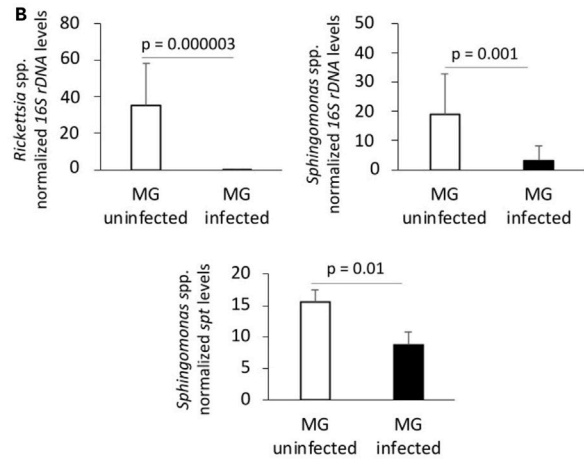 B
Rickettsia spp.
normalized 16S rDNA levels
80
60
40
20
0
p = 0.000003
MG
uninfected
MG
infected
Sphingomonas spp.
normalized 16S rDNA levels
50
40
30
20
10
0
p = 0.001
MG
uninfected
MG
infected
Sphingomonas spp.
normalized spt levels
20
15
10
5
0
p = 0.01
MG
uninfected
MG
infected